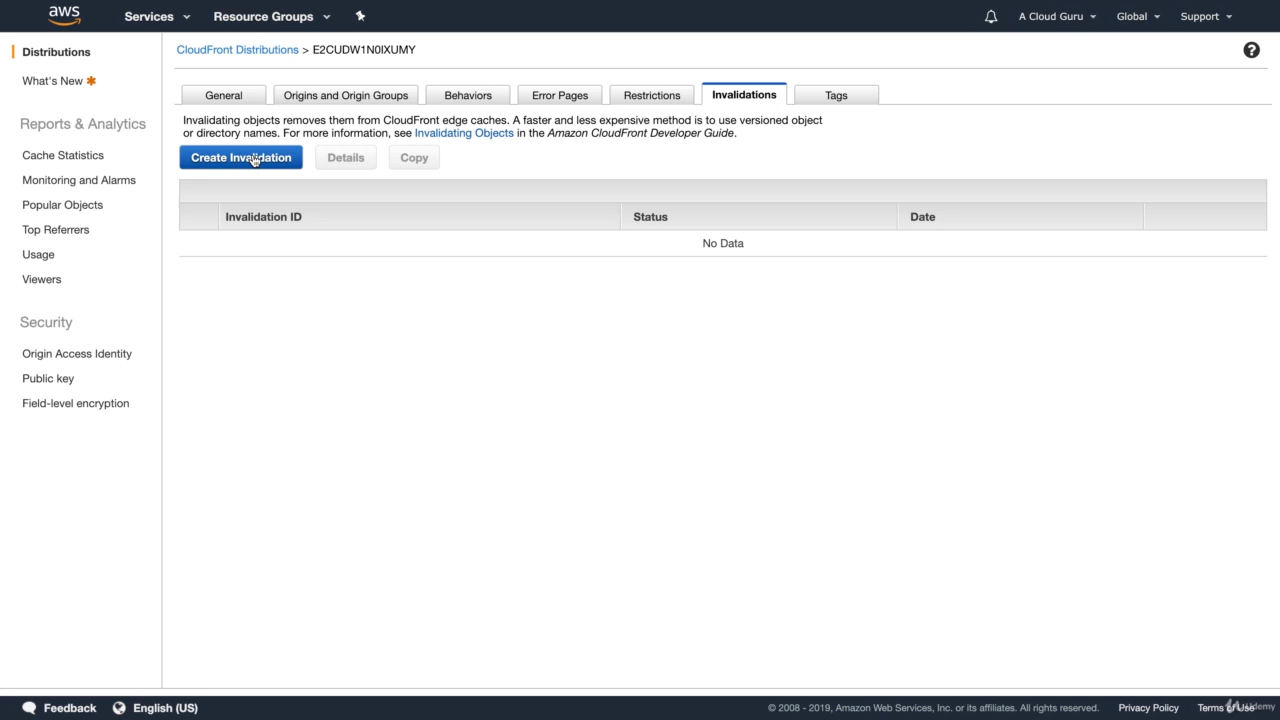 aws
Services
Resource Groups
A Cloud Guru
Global
Support
Distributions
What's New
Reports & Analytics
Cache Statistics
Monitoring and Alarms
Popular Objects
Top Referrers
Usage
Viewers
Security
Origin Access Identity
Public key
Field-level encryption
CloudFront Distributions > E2CUDW1N0IXUMY
?
General
Origins and Origin Groups
Behaviors
Error Pages
Restrictions
Invalidations
Tags
Invalidating objects removes them from CloudFront edge caches. A faster and less expensive method is to use versioned object
or directory names. For more information, see Invalidating Objects in the Amazon CloudFront Developer Guide.
Create Invalidation
Details
Copy
Invalidation ID
Status
Date
No Data
Feedback
English (US)
© 2008 - 2019, Amazon Web Services, Inc. or its affiliates. All rights reserved.
Privacy Policy
Terms of Use
Udemy